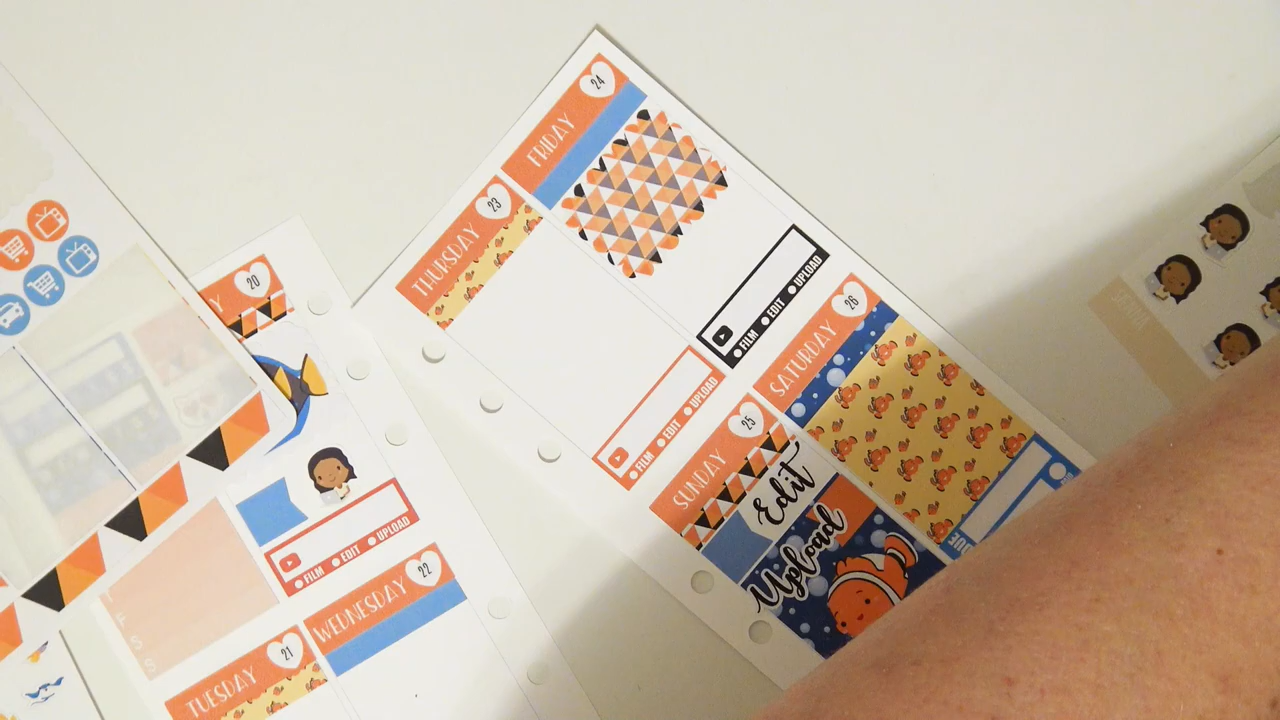 24
FRIDAY
23
THURSDAY
FILM EDIT UPLOAD
FILM EDIT UPLOAD
26
SATURDAY
25
SUNDAY
Edit
Upload
DUE
Y
20
FILM EDIT UPLOAD
22
WEDNESDAY
21
TUESDAY
T
F
S
S